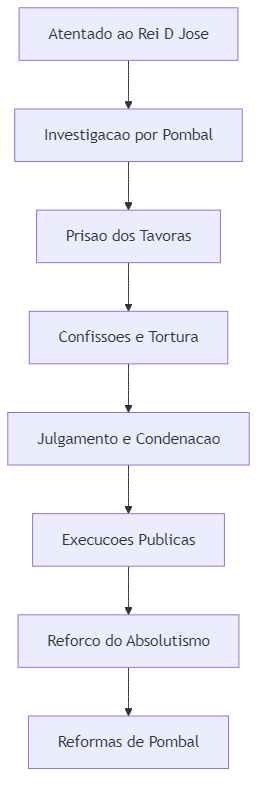 Atentado ao Rei D Jose
Investigacao por Pombal
Prisao dos Tavoras
Confissoes e Tortura
Julgamento e Condenacao
Execucoes Publicas
Reforco do Absolutismo
Reformas de Pombal